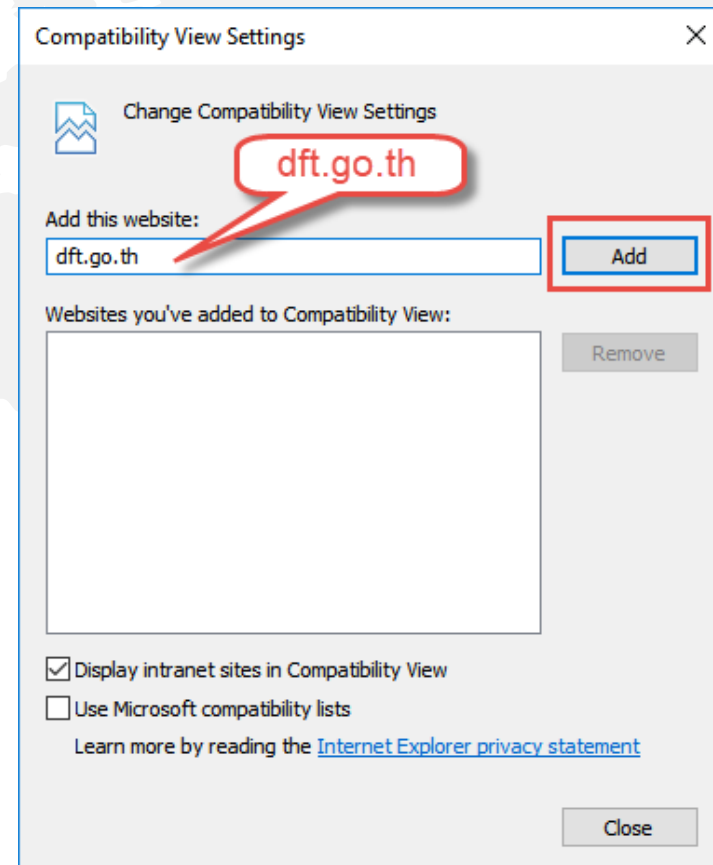 Compatibility View Settings
Change Compatibility View Settings
dft.go.th
Add this website:
dft.go.th
Add
Websites you've added to Compatibility View:
Remove
Display intranet sites in Compatibility View
Use Microsoft compatibility lists
Learn more by reading the Internet Explorer privacy statement
Close